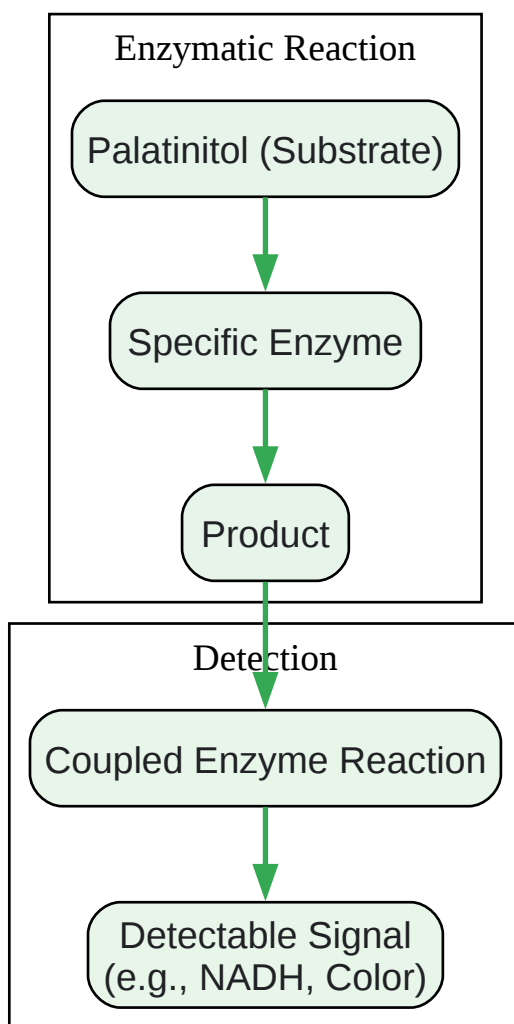 Enzymatic Reaction
Palatinitol (Substrate)
Specific Enzyme
Product
Detection
Coupled Enzyme Reaction
Detectable Signal
(e.g., NADH, Color)